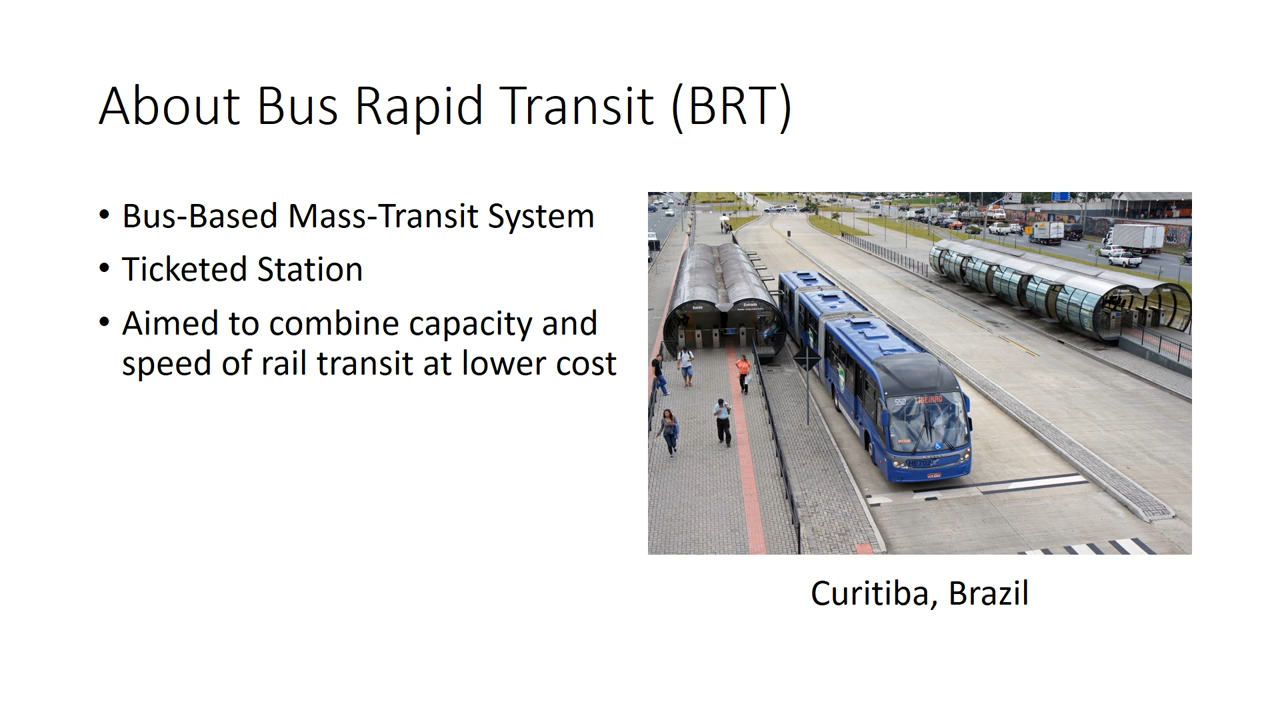 About Bus Rapid Transit (BRT)
• Bus-Based Mass-Transit System
• Ticketed Station
• Aimed to combine capacity and
speed of rail transit at lower cost
Curitiba, Brazil